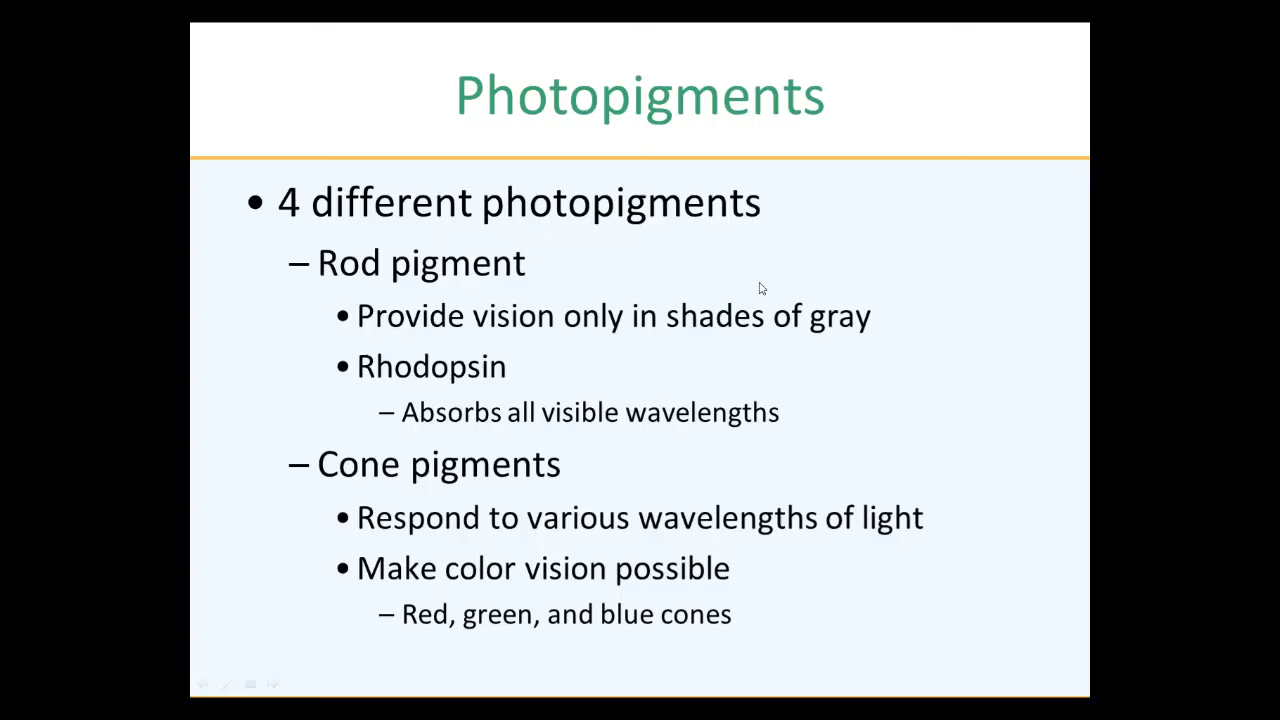 Photopigments
• 4 different photopigments
– Rod pigment
• Provide vision only in shades of gray
• Rhodopsin
– Absorbs all visible wavelengths
– Cone pigments
• Respond to various wavelengths of light
• Make color vision possible
– Red, green, and blue cones